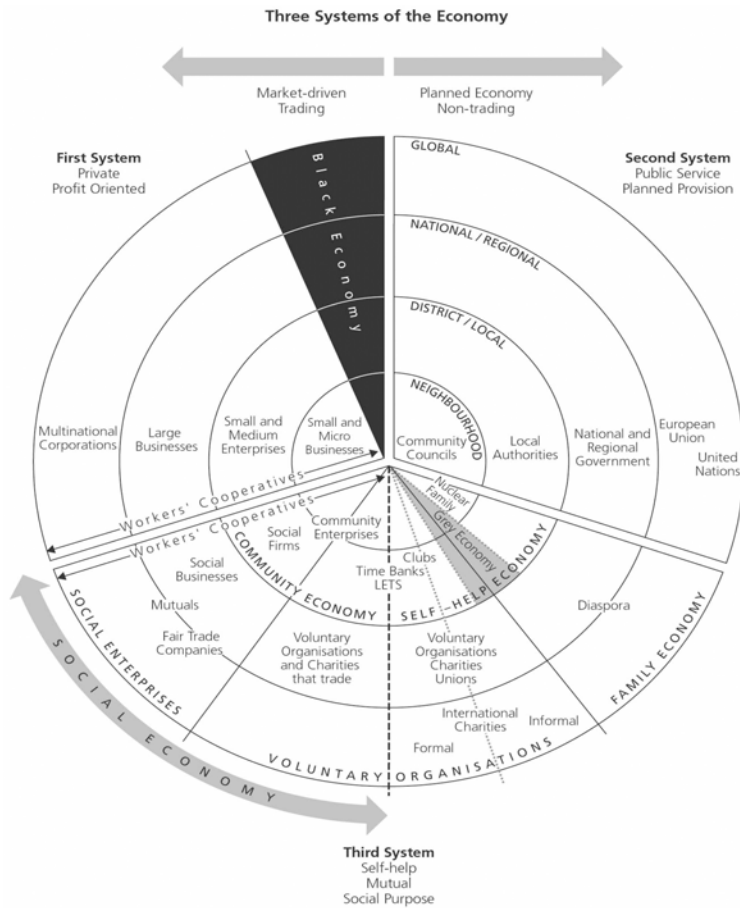 Three Systems of the Economy
Market-driven
Trading
Planned Economy
Non-trading
First System
Private
Profit Oriented
Second System
Public Service
Planned Provision
Black Economy
GLOBAL
NATIONAL / REGIONAL
DISTRICT / LOCAL
NEIGHBOURHOOD
Multinational
Corporations
Large
Businesses
Small and
Medium
Enterprises
Small and
Micro
Businesses
Community
Councils
Local
Authorities
National and
Regional
Government
European
Union
United
Nations
Workers' Cooperatives
Workers' Cooperatives
Nuclear
Family
Grey Economy
Community
Enterprises
Social
Firms
Social
Businesses
Mutuals
Fair Trade
Companies
Clubs
Time Banks
LETS
COMMUNITY ECONOMY
SELF-HELP ECONOMY
Diaspora
Voluntary
Organisations
and Charities
that trade
Voluntary
Organisations
Charities
Unions
International
Charities
Informal
Formal
SOCIAL ENTERPRISES
VOLUNTARY ORGANISATIONS
FAMILY ECONOMY
SOCIAL ECONOMY
Third System
Self-help
Mutual
Social Purpose